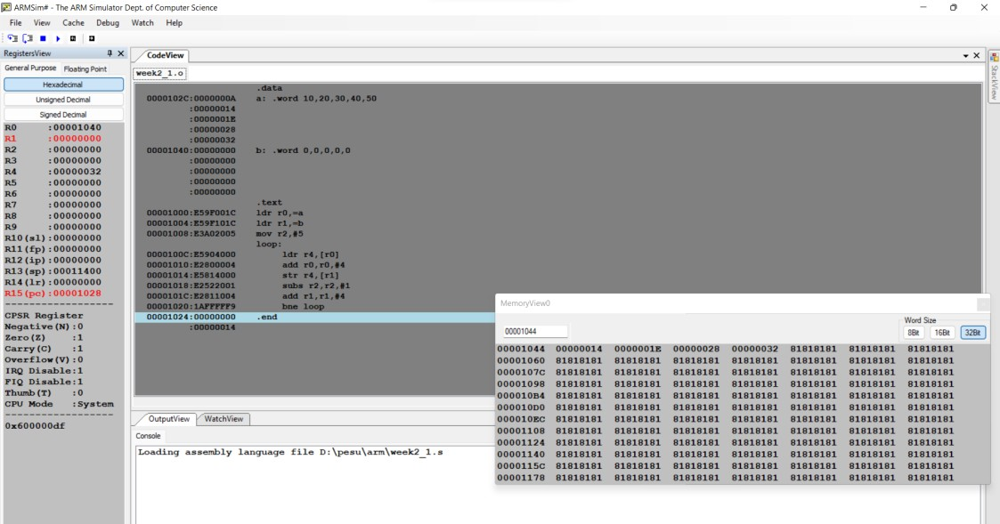 ARMSim# - The ARM Simulator Dept. of Computer Science
File View Cache Debug Watch Help
RegistersView
General Purpose Floating Point
Hexadecimal
Unsigned Decimal
Signed Decimal
R0 :00001040
R1 :00000000
R2 :00000000
R3 :00000000
R4 :00000032
R5 :00000000
R6 :00000000
R7 :00000000
R8 :00000000
R9 :00000000
R10(sl):00000000
R11(fp):00000000
R12(ip):00000000
R13(sp):00011400
R14(lr):00000000
R15(pc):00001028
CPSR Register
Negative(N):0
Zero(Z) :1
Carry(C) :1
Overflow(V):0
IRQ Disable:1
FIQ Disable:1
Thumb(T) :0
CPU Mode :System
0x600000df
CodeView
week2_1.o
.data
0000102C:0000000A a: .word 10,20,30,40,50
:00000014
:0000001E
:00000028
:00000032
00001040:00000000 b: .word 0,0,0,0,0
:00000000
:00000000
:00000000
:00000000
.text
00001000:E59F001C ldr r0,=a
00001004:E59F101C ldr r1,=b
00001008:E3A02005 mov r2,#5
loop:
0000100C:E5904000 ldr r4,[r0]
00001010:E2800004 add r0,r0,#4
00001014:E5814000 str r4,[r1]
00001018:E2522001 subs r2,r2,#1
0000101C:E2811004 add r1,r1,#4
00001020:1AFFFFF9 bne loop
00001024:00000000 .end
:00000014
StackView
MemoryView0
00001044
Word Size
8Bit 16Bit 32Bit
00001044 00000014 0000001E 00000028 00000032 81818181 81818181 81818181
00001060 81818181 81818181 81818181 81818181 81818181 81818181 81818181
0000107C 81818181 81818181 81818181 81818181 81818181 81818181 81818181
00001098 81818181 81818181 81818181 81818181 81818181 81818181 81818181
000010B4 81818181 81818181 81818181 81818181 81818181 81818181 81818181
000010D0 81818181 81818181 81818181 81818181 81818181 81818181 81818181
000010EC 81818181 81818181 81818181 81818181 81818181 81818181 81818181
00001108 81818181 81818181 81818181 81818181 81818181 81818181 81818181
00001124 81818181 81818181 81818181 81818181 81818181 81818181 81818181
00001140 81818181 81818181 81818181 81818181 81818181 81818181 81818181
0000115C 81818181 81818181 81818181 81818181 81818181 81818181 81818181
00001178 81818181 81818181 81818181 81818181 81818181 81818181 81818181
OutputView WatchView
Console
Loading assembly language file D:\pesu\arm\week2_1.s